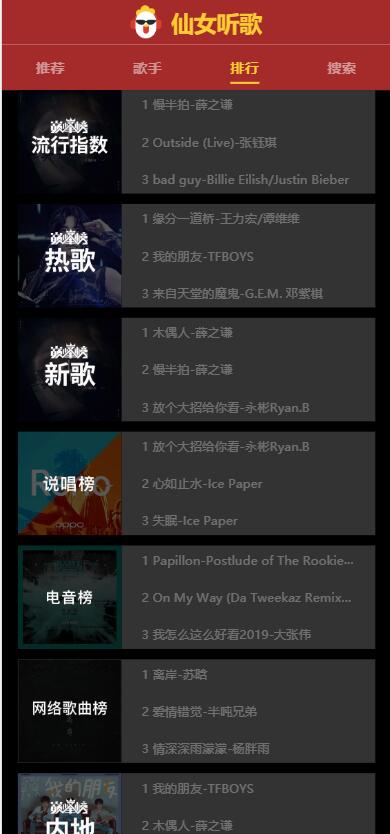 仙女听歌
推荐 歌手 排行 搜索
巅峰榜
流行指数
1 慢半拍-薛之谦
2 Outside (Live)-张钰琪
3 bad guy-Billie Eilish/Justin Bieber
巅峰榜
热歌
1 缘分一道桥-王力宏/谭维维
2 我的朋友-TFBOYS
3 来自天堂的魔鬼-G.E.M. 邓紫棋
巅峰榜
新歌
1 木偶人-薛之谦
2 慢半拍-薛之谦
3 放个大招给你看-永彬Ryan.B
说唱榜
oppo
1 放个大招给你看-永彬Ryan.B
2 心如止水-Ice Paper
3 失眠-Ice Paper
电音榜
1 Papillon-Postlude of The Rookie...
2 On My Way (Da Tweekaz Remix...
3 我怎么这么好看2019-大张伟
网络歌曲榜
1 离岸-苏晗
2 爱情错觉-半吨兄弟
3 情深深雨濛濛-杨胖雨
我的朋友
巅峰榜
内地
1 我的朋友-TFBOYS
2 木偶人-薛之谦